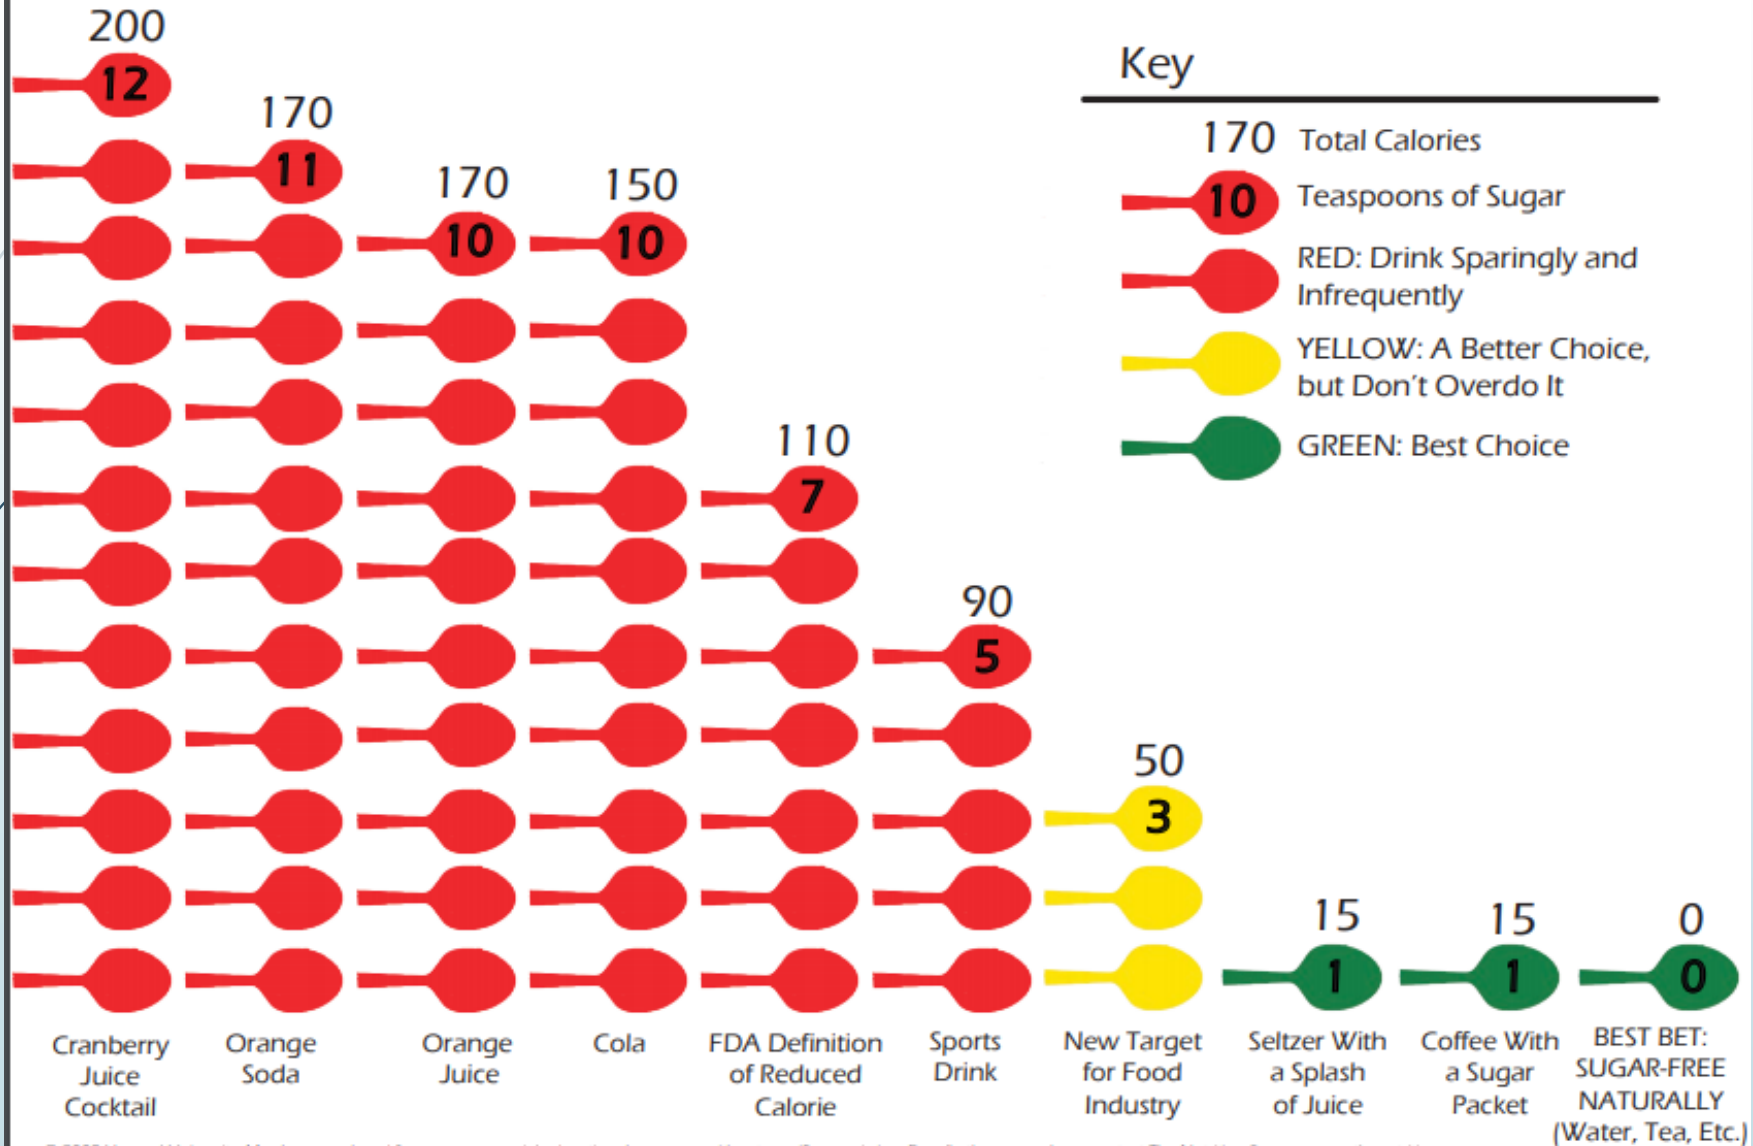 200
12
170
11
170
10
150
10
110
7
90
5
50
3
15
1
15
1
0
0
Key
170 Total Calories
10 Teaspoons of Sugar
RED: Drink Sparingly and
Infrequently
YELLOW: A Better Choice,
but Don't Overdo It
GREEN: Best Choice
Cranberry
Juice
Cocktail
Orange
Soda
Orange
Juice
Cola
FDA Definition
of Reduced
Calorie
Sports
Drink
New Target
for Food
Industry
Seltzer With
a Splash
of Juice
Coffee With
a Sugar
Packet
BEST BET:
SUGAR-FREE
NATURALLY
(Water, Tea, Etc.)